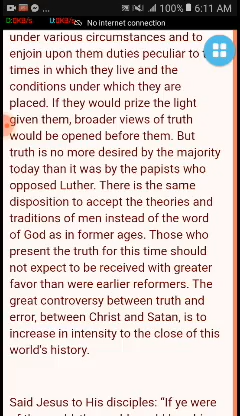 D:0KB/s U:0KB/s No internet connection 100% 6:11 AM
under various circumstances and to
enjoin upon them duties peculiar to
times in which they live and the
conditions under which they are
placed. If they would prize the light
given them, broader views of truth
would be opened before them. But
truth is no more desired by the majority
today than it was by the papists who
opposed Luther. There is the same
disposition to accept the theories and
traditions of men instead of the word
of God as in former ages. Those who
present the truth for this time should
not expect to be received with greater
favor than were earlier reformers. The
great controversy between truth and
error, between Christ and Satan, is to
increase in intensity to the close of this
world's history.
Said Jesus to His disciples: “If ye were